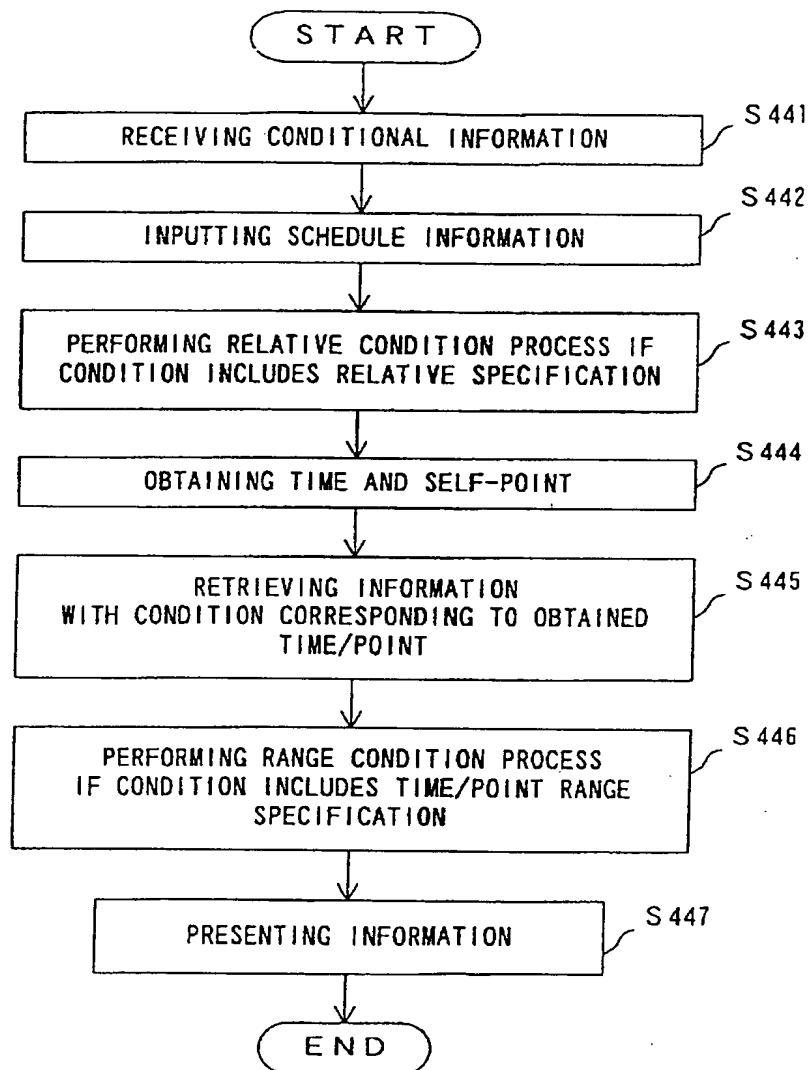 START
S441
RECEIVING CONDITIONAL INFORMATION
S442
INPUTTING SCHEDULE INFORMATION
S443
PERFORMING RELATIVE CONDITION PROCESS IF
CONDITION INCLUDES RELATIVE SPECIFICATION
S444
OBTAINING TIME AND SELF-POINT
S445
RETRIEVING INFORMATION
WITH CONDITION CORRESPONDING TO OBTAINED
TIME/POINT
S446
PERFORMING RANGE CONDITION PROCESS
IF CONDITION INCLUDES TIME/POINT RANGE
SPECIFICATION
S447
PRESENTING INFORMATION
END